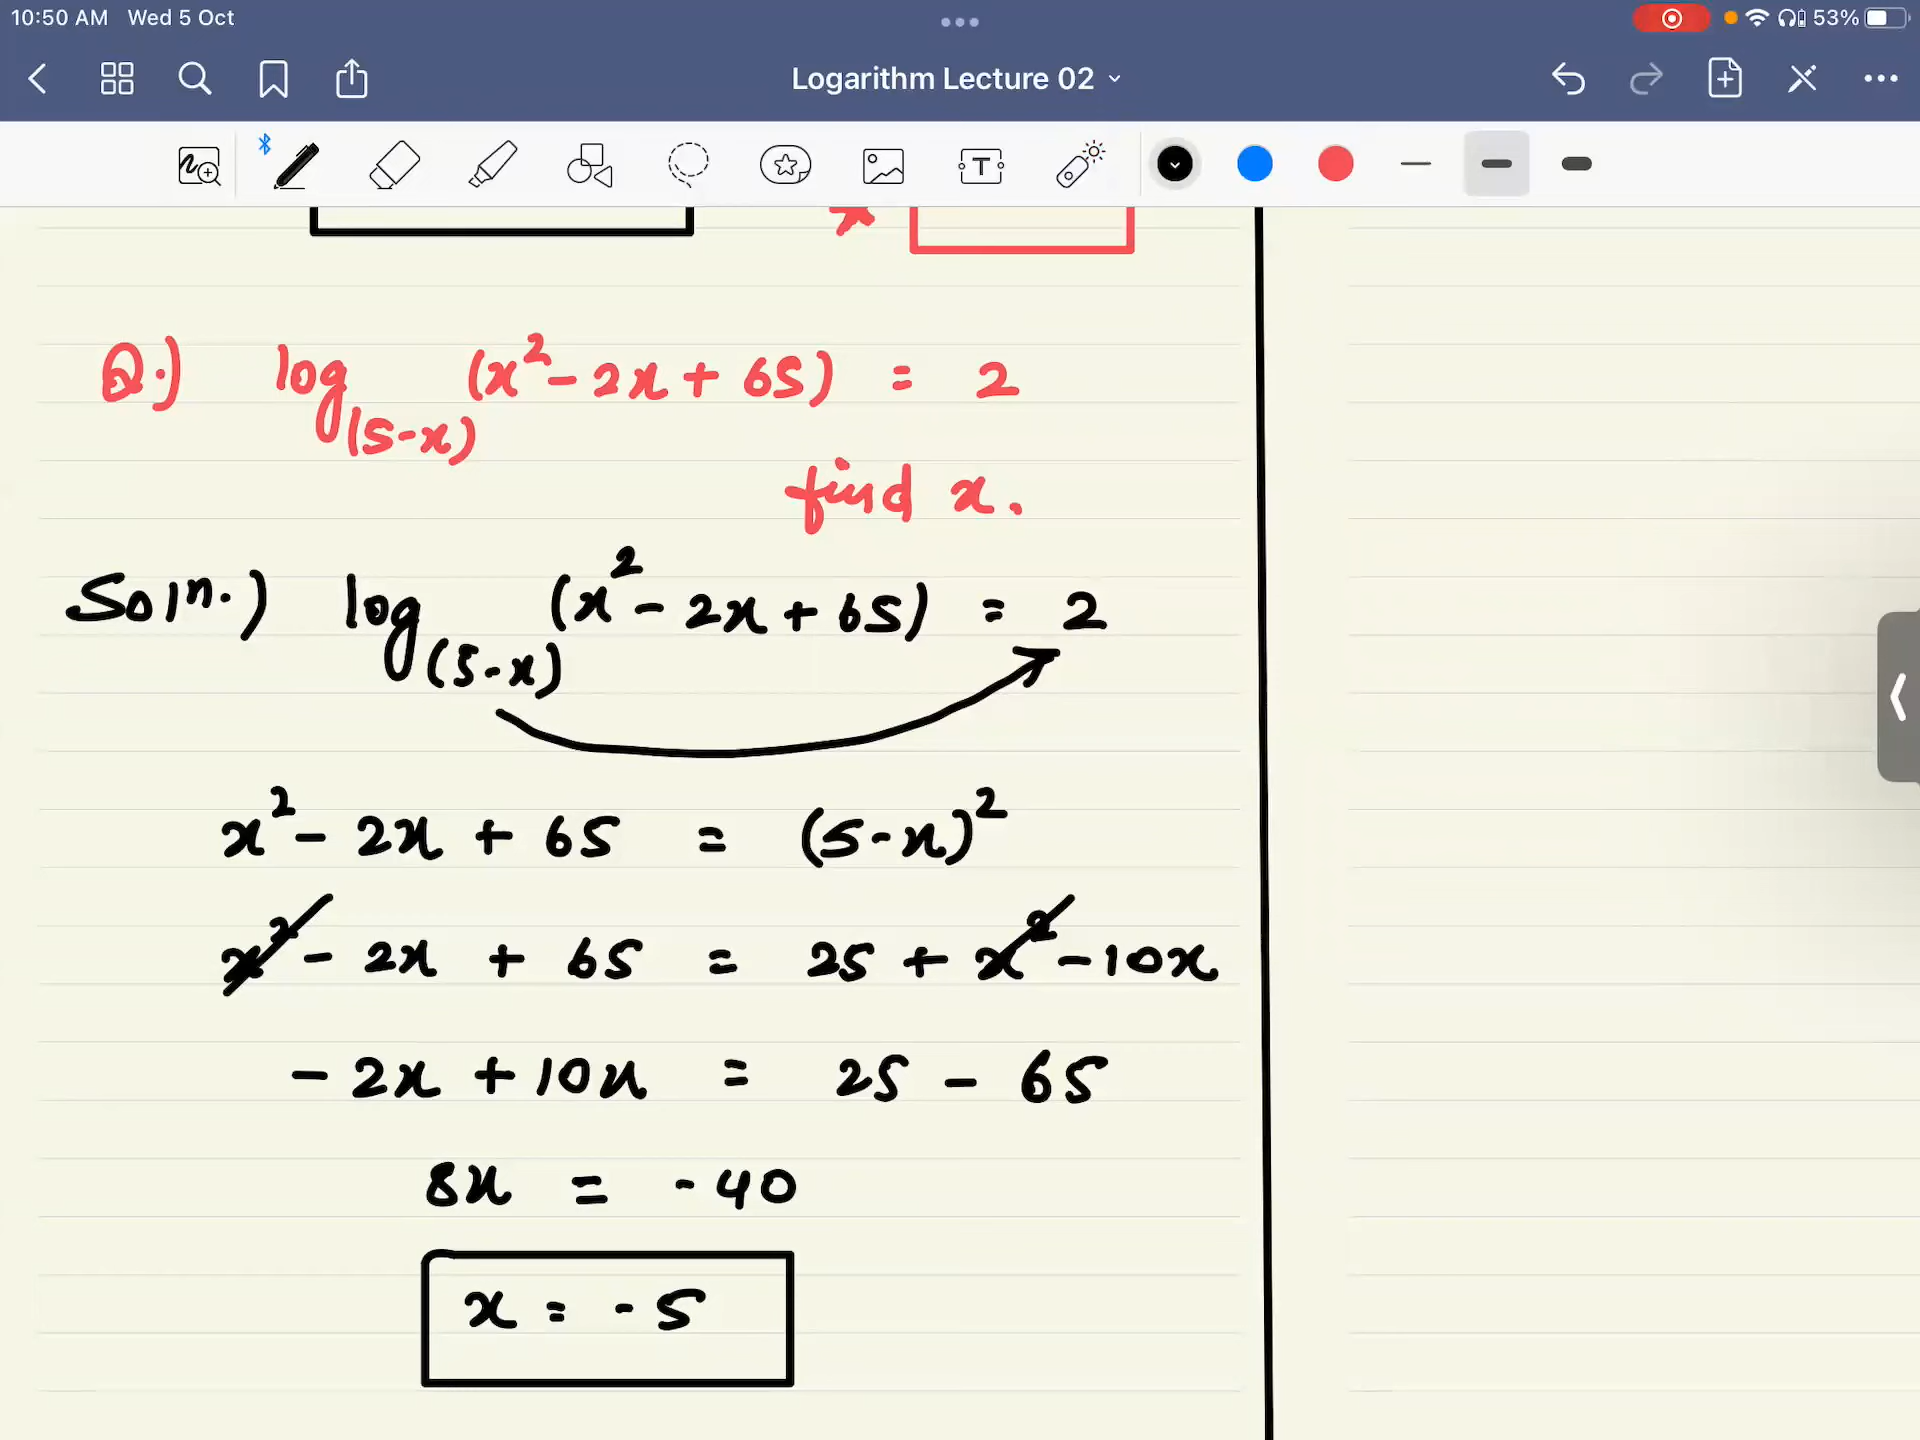 10:50 AM Wed 5 Oct
53%
Logarithm Lecture 02
T
x
Q.) log(5-x) (x²-2x+65) = 2
find x.
Soln.) log(5-x) (x²-2x+65) = 2
x²-2x+65 = (5-x)²
x²-2x+65 = 25+x²-10x
-2x+10x = 25-65
8x = -40
x = -5